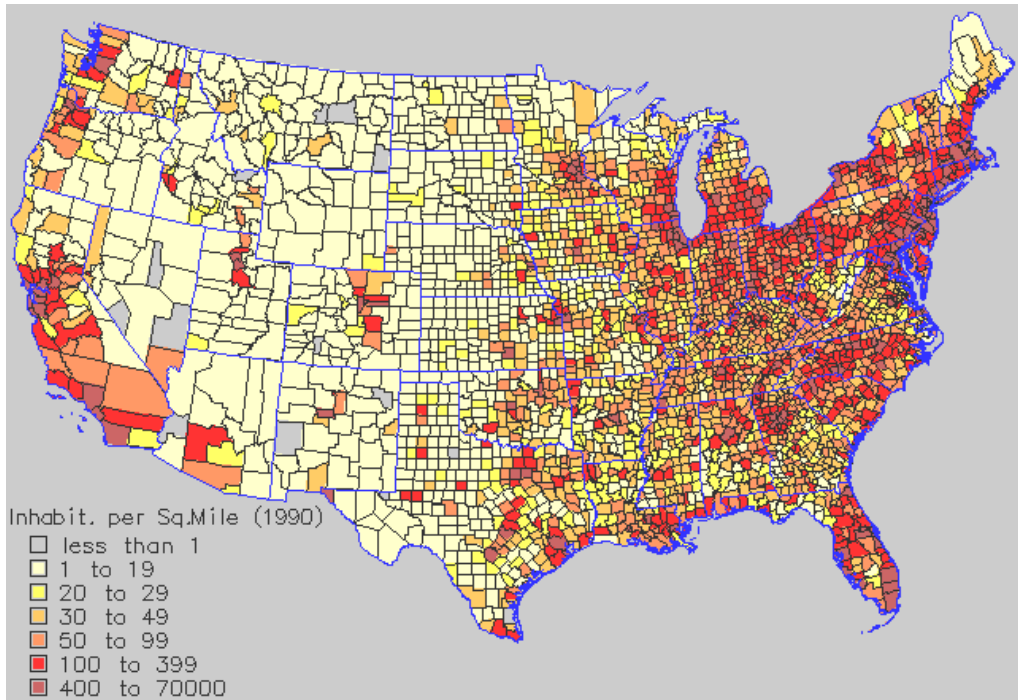 Inhabit. per Sq.Mile (1990)
less than 1
1 to 19
20 to 29
30 to 49
50 to 99
100 to 399
400 to 70000